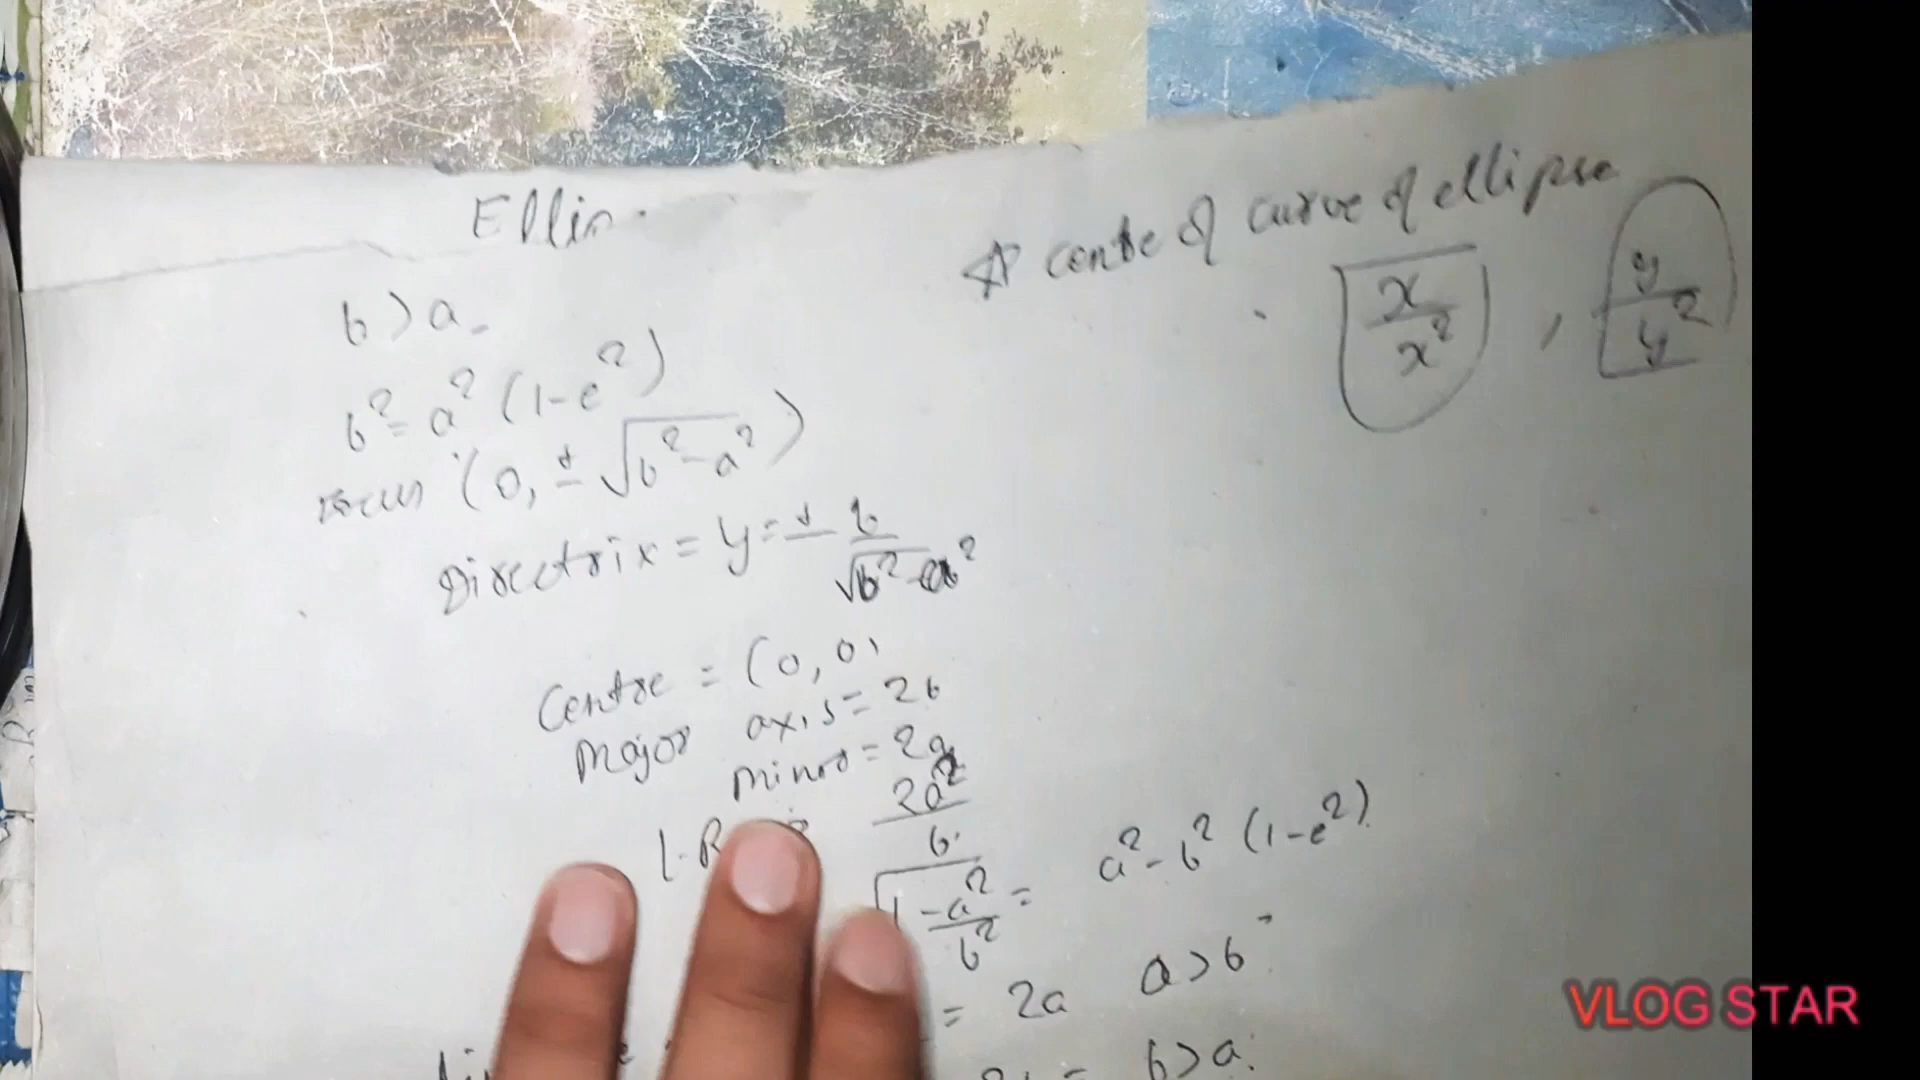 Ellip
b > a
b² = a² (1-e²)
Focus (0, ± √b²-a²)
Directrix = y = ± b / √b²-a²
Centre = (0,0)
Major axis = 2b
minor = 2a
L.R 2a² / b
√1-a²/b² = a² - b² (1-e²)
= 2a a>b
b>a
☆ centre of curve of ellipse
x / x² , y / y²
VLOG STAR